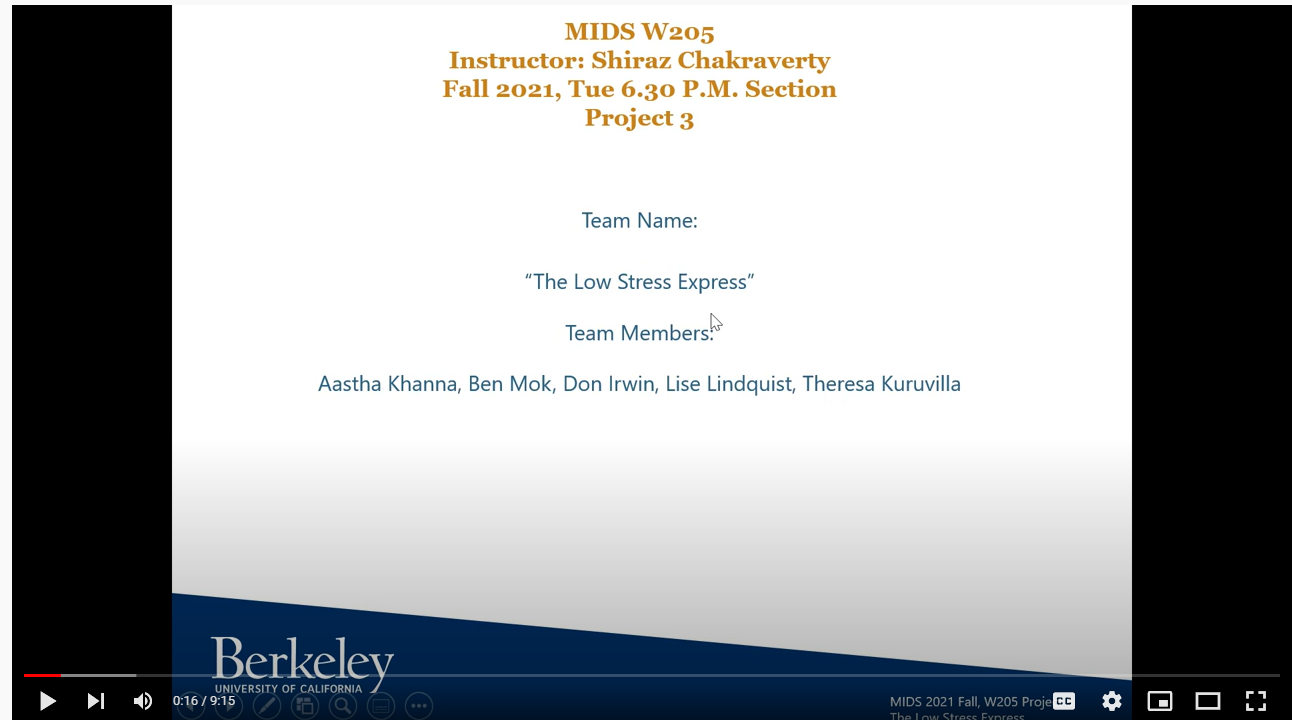 MIDS W205
Instructor: Shiraz Chakraverty
Fall 2021, Tue 6.30 P.M. Section
Project 3
Team Name:
“The Low Stress Express”
Team Members:
Aastha Khanna, Ben Mok, Don Irwin, Lise Lindquist, Theresa Kuruvilla
Berkeley
UNIVERSITY OF CALIFORNIA
0:16 / 9:15
MIDS 2021 Fall, W205 Proje
CC
The Low Stress Express